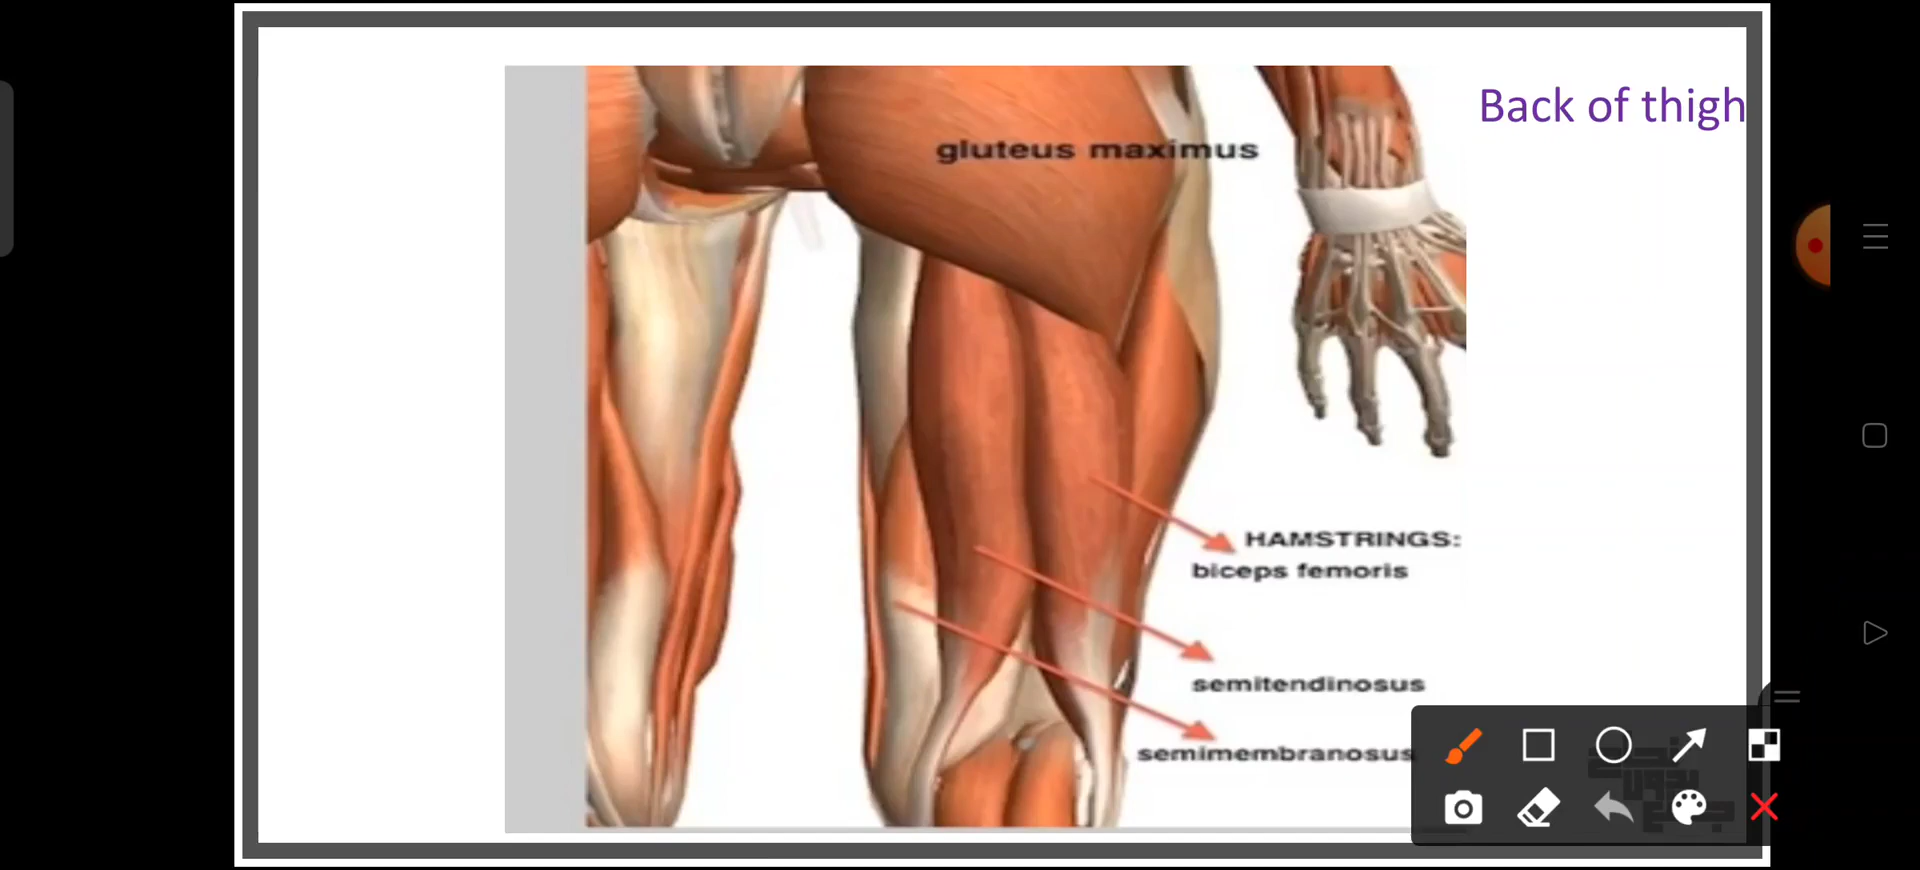 Back of thigh
gluteus maximus
HAMSTRINGS:
biceps femoris
semitendinosus
semimembranosus